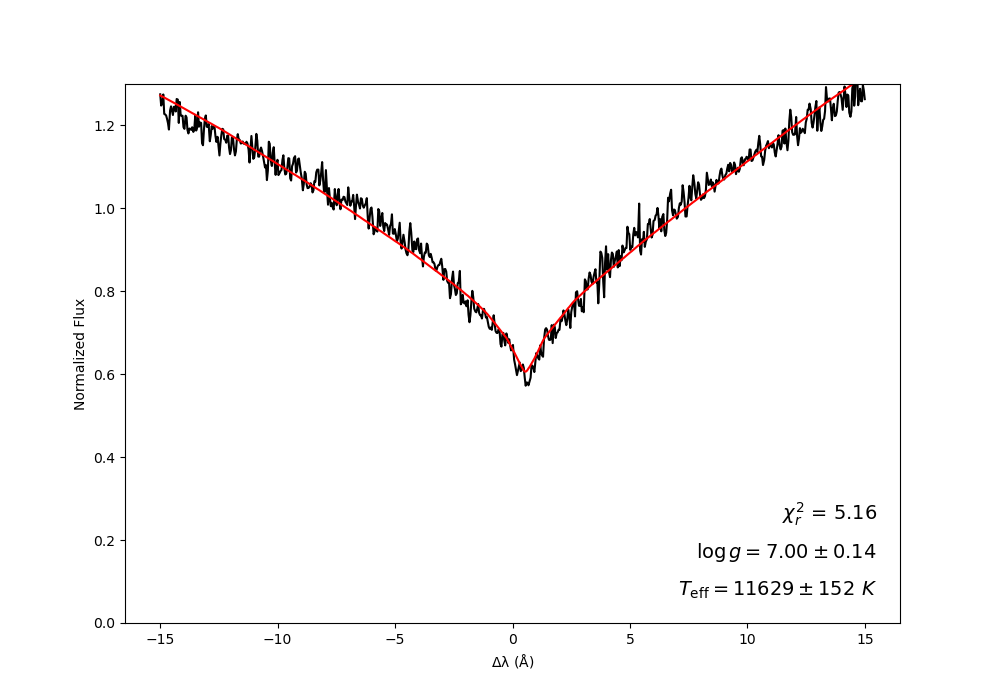 Normalized Flux
1.2
1.0
0.8
0.6
0.4
0.2
0.0
χ²ᵣ = 5.16
log g = 7.00 ± 0.14
T_eff = 11629 ± 152 K
−15 −10 −5 0 5 10 15
Δλ (Å)